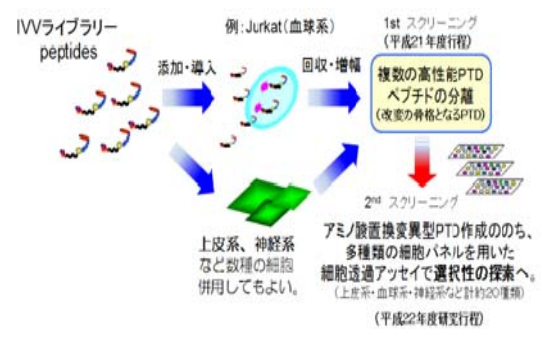 IVVライブラリー
peptides
添加・導入
例：Jurkat(血球系)
回収・増幅
1st スクリーニング
(平成21年度行程)
複数の高性能PTD
ペプチドの分離
(改変の骨格となるPTD)
上皮系、神経系
など数種の細胞
併用してもよい。
2nd スクリーニング
アミノ酸置換変異型PTD作成ののち、
多種類の細胞パネルを用いた
細胞透過アッセイで選択性の探索へ。
(上皮系・血球系・神経系など計約20種類)
(平成22年度研究行程)